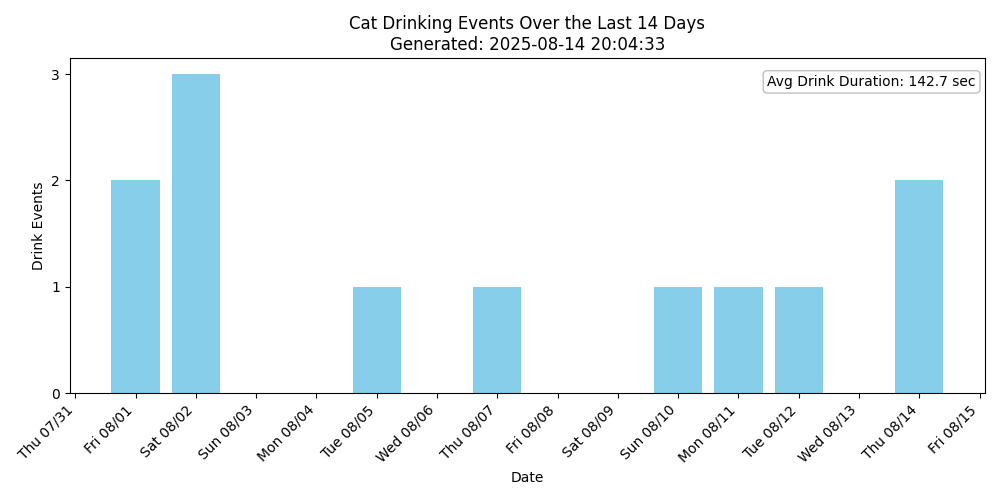 Cat Drinking Events Over the Last 14 Days
Generated: 2025-08-14 20:04:33
Avg Drink Duration: 142.7 sec
3
2
1
0
Drink Events
Thu 07/31
Fri 08/01
Sat 08/02
Sun 08/03
Mon 08/04
Tue 08/05
Wed 08/06
Thu 08/07
Fri 08/08
Sat 08/09
Sun 08/10
Mon 08/11
Tue 08/12
Wed 08/13
Thu 08/14
Fri 08/15
Date